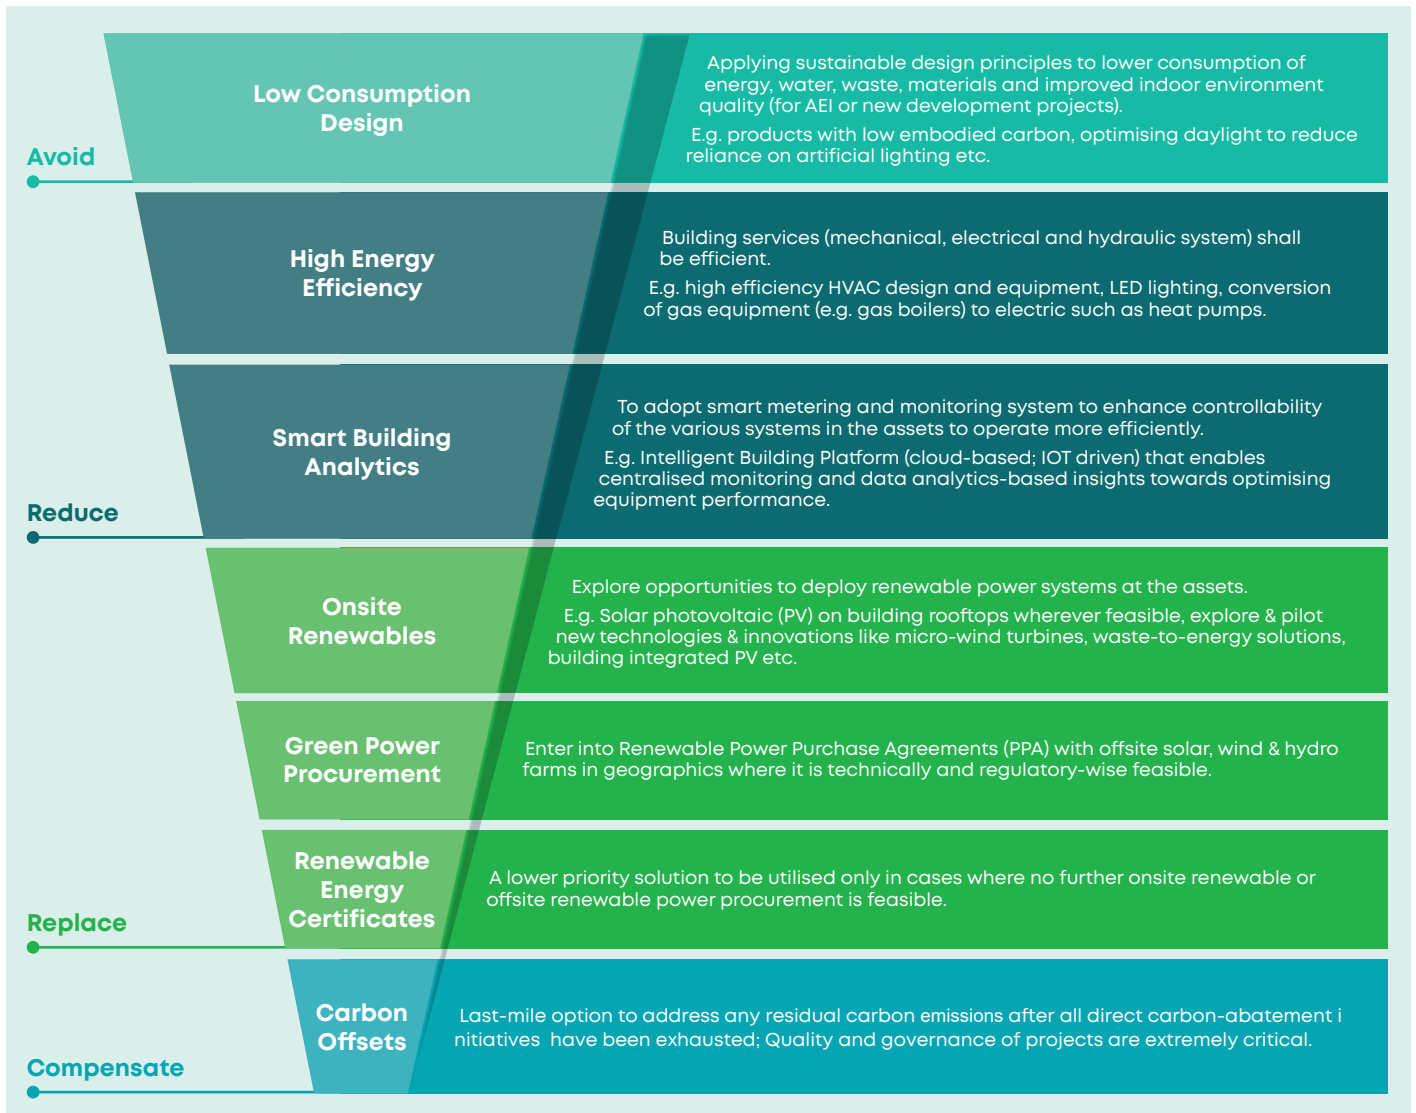 Low Consumption
Design
Applying sustainable design principles to lower consumption of
energy, water, waste, materials and improved indoor environment
quality (for AEI or new development projects).
E.g. products with low embodied carbon, optimising daylight to reduce
reliance on artificial lighting etc.
Avoid
High Energy
Efficiency
Building services (mechanical, electrical and hydraulic system) shall
be efficient.
E.g. high efficiency HVAC design and equipment, LED lighting, conversion
of gas equipment (e.g. gas boilers) to electric such as heat pumps.
Smart Building
Analytics
To adopt smart metering and monitoring system to enhance controllability
of the various systems in the assets to operate more efficiently.
E.g. Intelligent Building Platform (cloud-based; IOT driven) that enables
centralised monitoring and data analytics-based insights towards optimising
equipment performance.
Reduce
Onsite
Renewables
Explore opportunities to deploy renewable power systems at the assets.
E.g. Solar photovoltaic (PV) on building rooftops wherever feasible, explore & pilot
new technologies & innovations like micro-wind turbines, waste-to-energy solutions,
building integrated PV etc.
Green Power
Procurement
Enter into Renewable Power Purchase Agreements (PPA) with offsite solar, wind & hydro
farms in geographics where it is technically and regulatory-wise feasible.
Renewable
Energy
Certificates
A lower priority solution to be utilised only in cases where no further onsite renewable or
offsite renewable power procurement is feasible.
Replace
Carbon
Offsets
Last-mile option to address any residual carbon emissions after all direct carbon-abatement i
nitiatives  have been exhausted; Quality and governance of projects are extremely critical.
Compensate